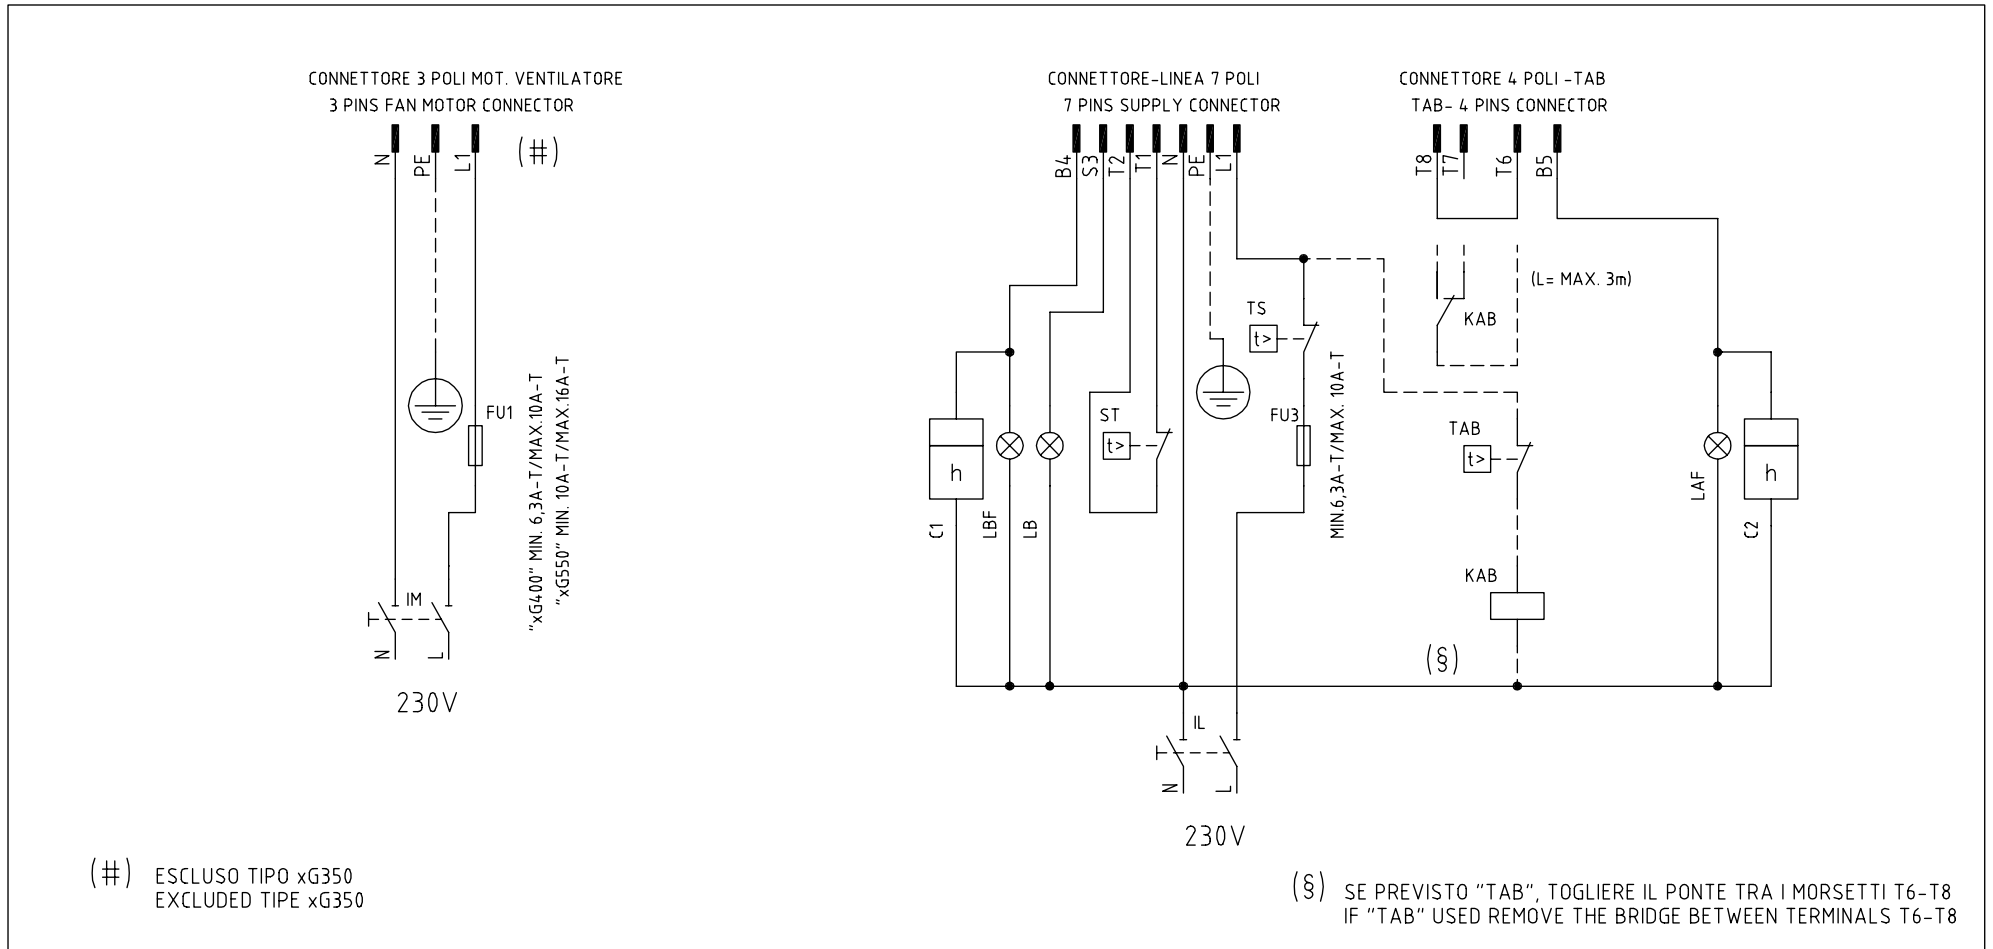 CONNETTORE 3 POLI MOT. VENTILATORE
3 PINS FAN MOTOR CONNECTOR
N
PE
L1
(#)
FU1
"xG400" MIN. 6,3A-T/MAX.10A-T
"xG550" MIN. 10A-T/MAX.16A-T
IM
N
L
230V
CONNETTORE-LINEA 7 POLI
7 PINS SUPPLY CONNECTOR
B4
S3
T2
T1
N
PE
L1
TS
t>
ST
t>
FU3
MIN.6,3A-T/MAX. 10A-T
h
C1
LBF
LB
IL
N
L
230V
CONNETTORE 4 POLI -TAB
TAB- 4 PINS CONNECTOR
T8
T7
T6
B5
(L= MAX. 3m)
KAB
TAB
t>
KAB
(§)
LAF
h
C2
(#) ESCLUSO TIPO xG350
EXCLUDED TIPE xG350
(§) SE PREVISTO "TAB", TOGLIERE IL PONTE TRA I MORSETTI T6-T8
IF "TAB" USED REMOVE THE BRIDGE BETWEEN TERMINALS T6-T8